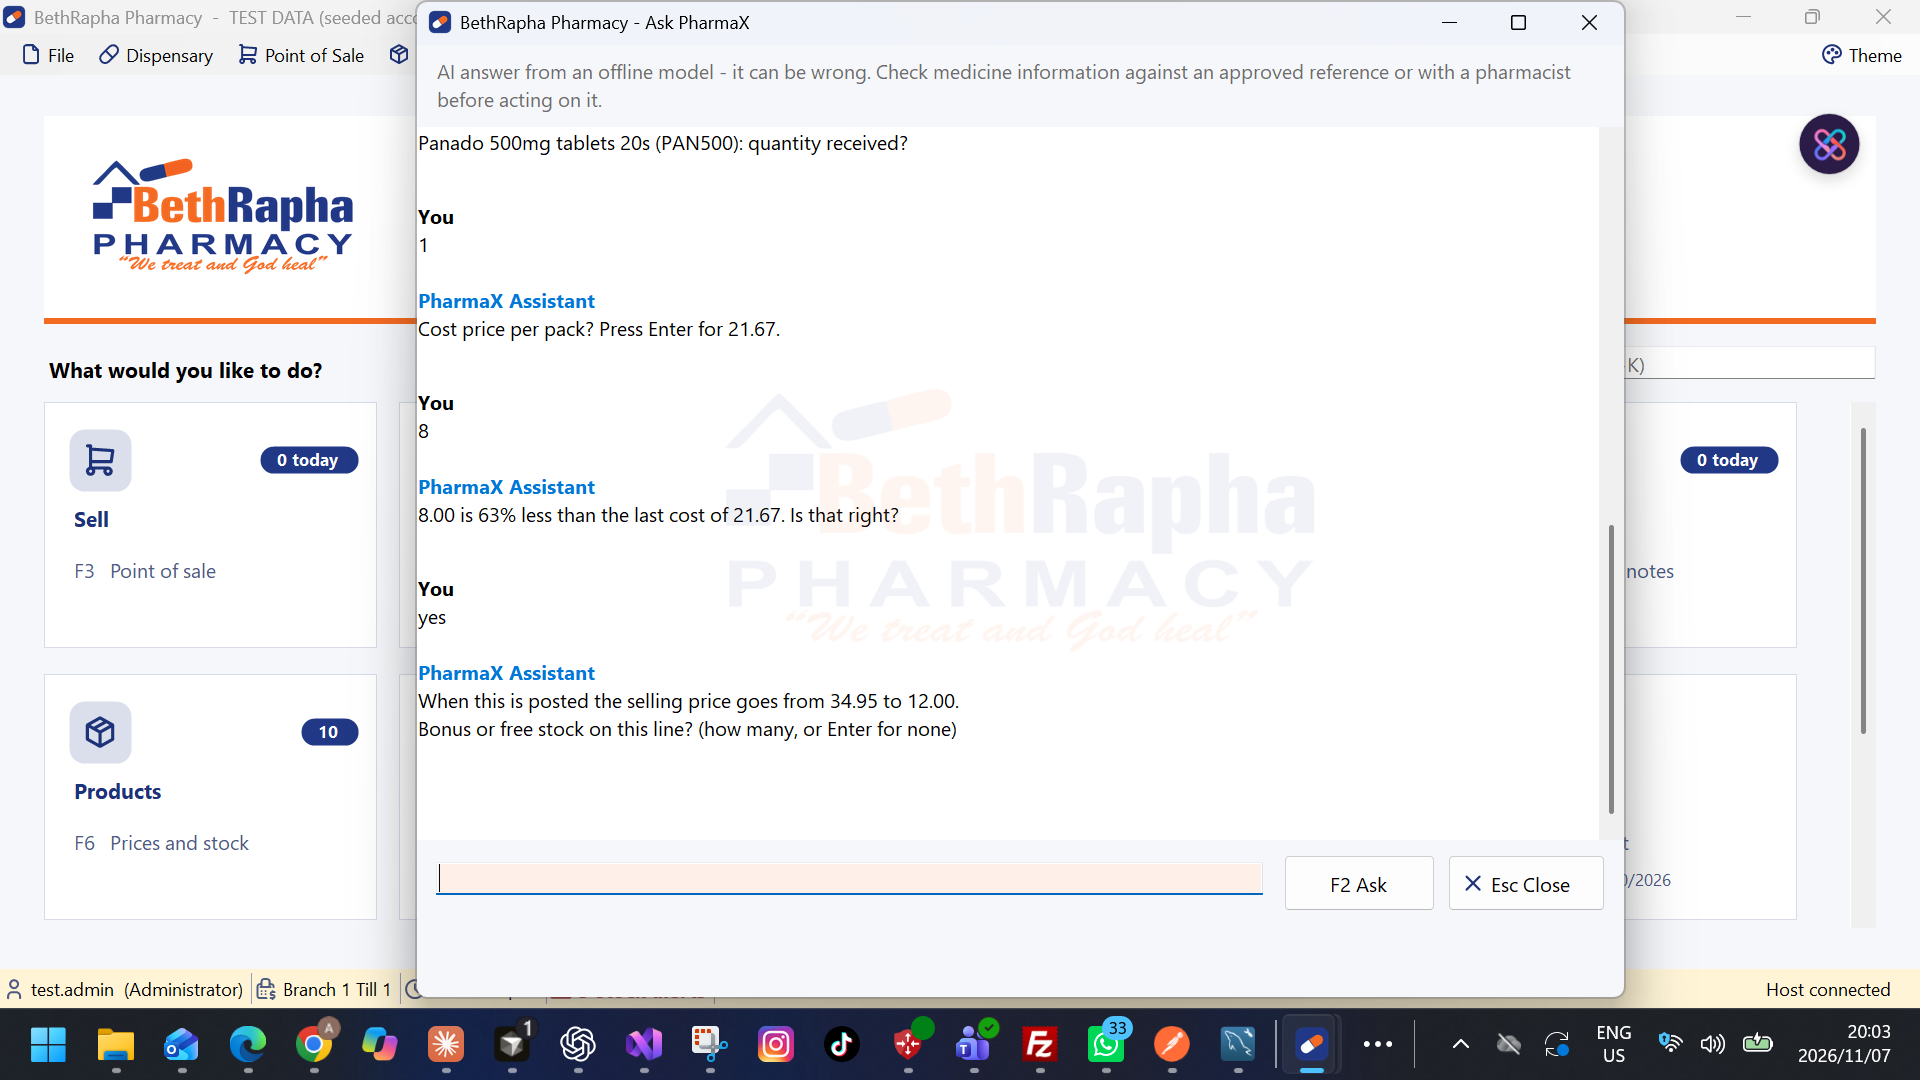 BethRapha Pharmacy - TEST DATA (seeded acc
BethRapha Pharmacy - Ask PharmaX
File
Dispensary
Point of Sale
Theme
AI answer from an offline model - it can be wrong. Check medicine information against an approved reference or with a pharmacist
before acting on it.
BethRapha
PHARMACY
“We treat and God heal”
Panado 500mg tablets 20s (PAN500): quantity received?
You
1
PharmaX Assistant
Cost price per pack? Press Enter for 21.67.
You
8
PharmaX Assistant
8.00 is 63% less than the last cost of 21.67. Is that right?
You
yes
PharmaX Assistant
When this is posted the selling price goes from 34.95 to 12.00.
Bonus or free stock on this line? (how many, or Enter for none)
BethRapha
PHARMACY
“We treat and God heal”
F2 Ask
Esc Close
What would you like to do?
K)
0 today
Sell
F3 Point of sale
10
Products
F6 Prices and stock
0 today
notes
t
/2026
test.admin (Administrator)
Branch 1 Till 1
Host connected
A
1
33
ENG
US
20:03
2026/11/07